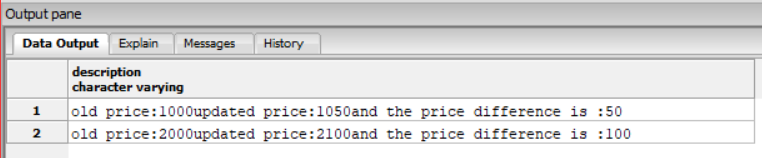 Output pane
Data Output Explain Messages History
description
character varying
1 old price:1000updated price:1050and the price difference is :50
2 old price:2000updated price:2100and the price difference is :100